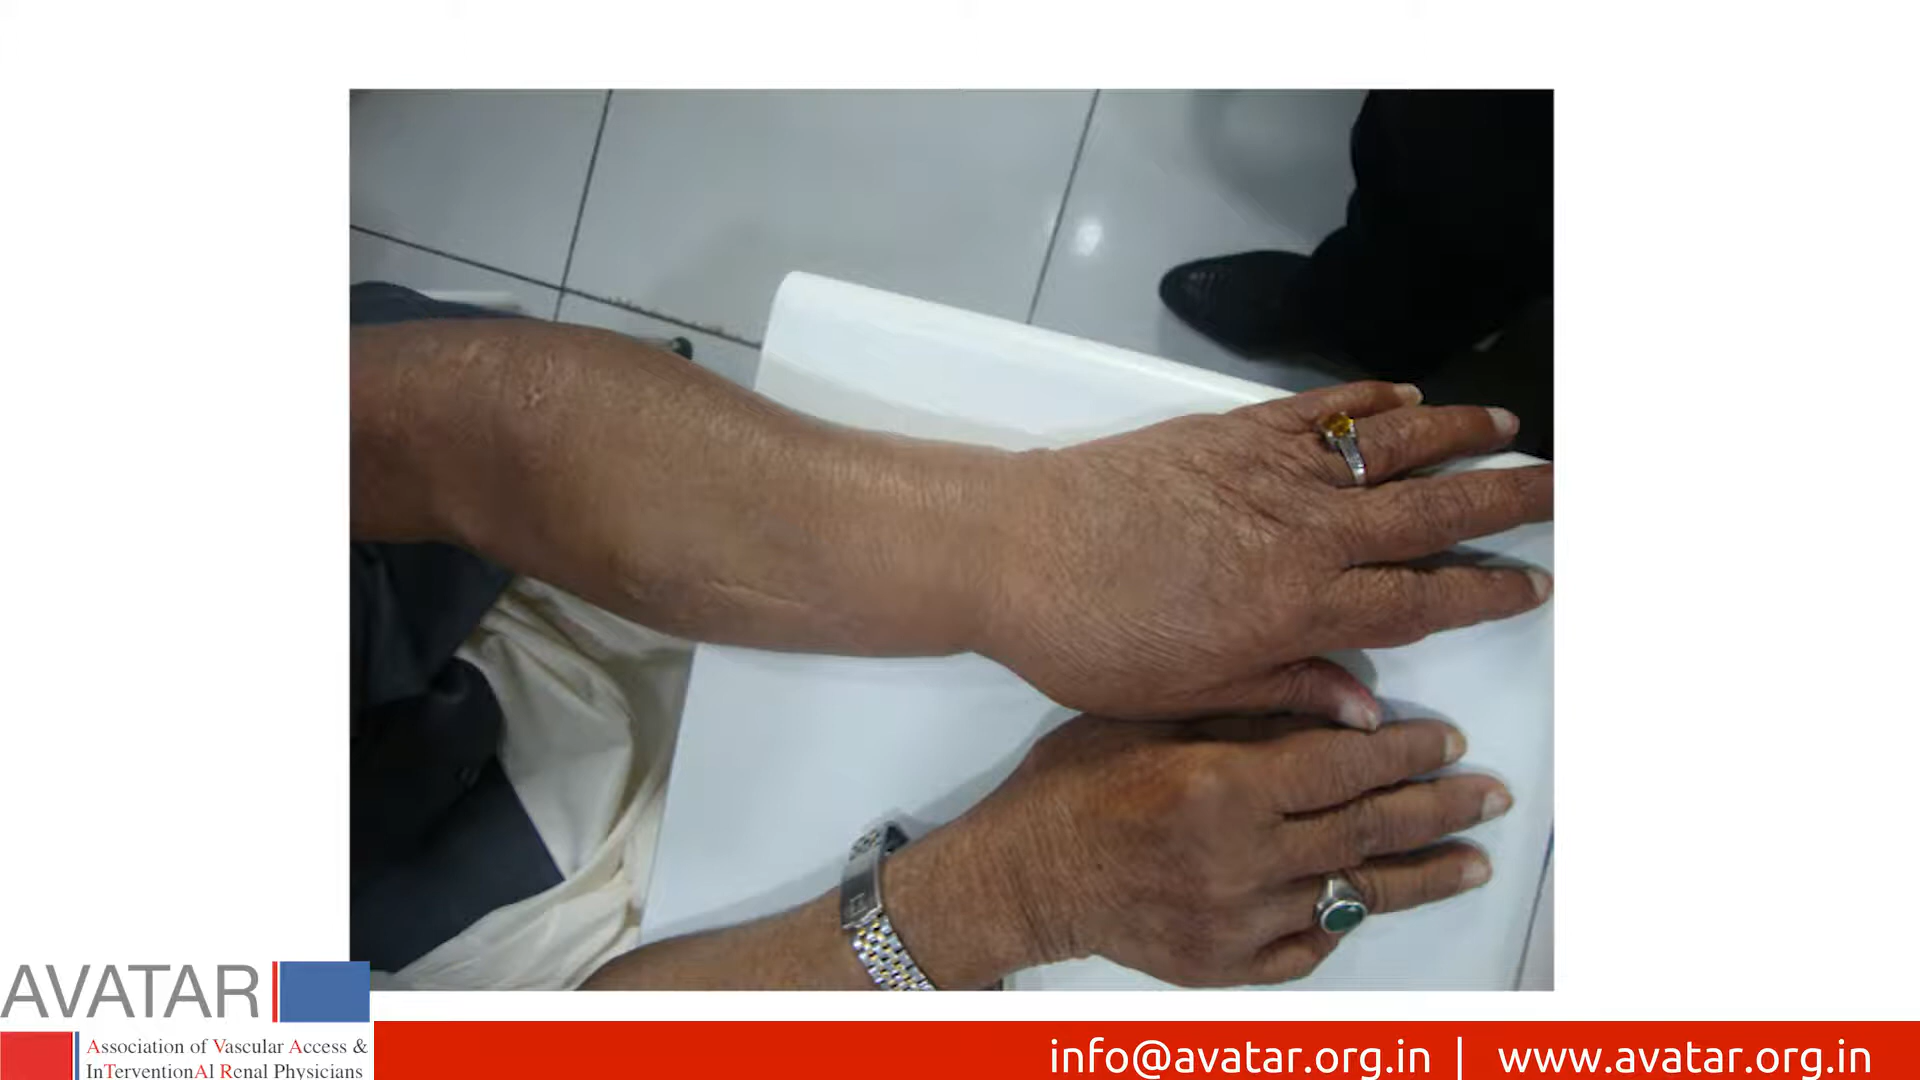 AVATAR
Association of Vascular Access &
InTerventionAl Renal Physicians
info@avatar.org.in | www.avatar.org.in